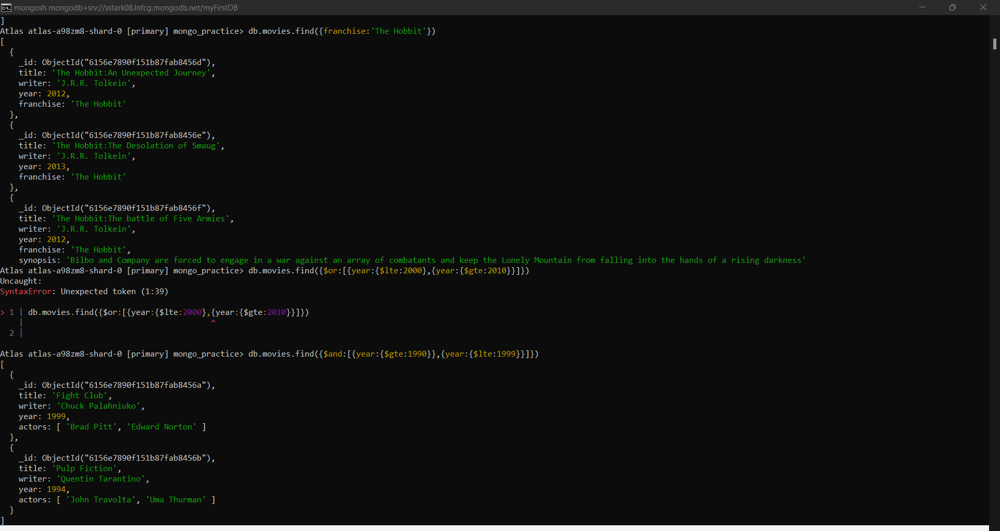 mongosh mongodb+srv://sstark08.lnfcg.mongodb.net/myFirstDB
]
Atlas atlas-a98zm8-shard-0 [primary] mongo_practice> db.movies.find({franchise:'The Hobbit'})
[
  {
    _id: ObjectId("6156e7890f151b87fab8456d"),
    title: 'The Hobbit:An Unexpected Journey',
    writer: 'J.R.R. Tolkein',
    year: 2012,
    franchise: 'The Hobbit'
  },
  {
    _id: ObjectId("6156e7890f151b87fab8456e"),
    title: 'The Hobbit:The Desolation of Smaug',
    writer: 'J.R.R. Tolkein',
    year: 2013,
    franchise: 'The Hobbit'
  },
  {
    _id: ObjectId("6156e7890f151b87fab8456f"),
    title: 'The Hobbit:The battle of Five Armies',
    writer: 'J.R.R. Tolkein',
    year: 2012,
    franchise: 'The Hobbit',
    synopsis: 'Bilbo and Company are forced to engage in a war against an array of combatants and keep the Lonely Mountain from falling into the hands of a rising darkness'
Atlas atlas-a98zm8-shard-0 [primary] mongo_practice> db.movies.find({$or:[{year:{$lte:2000},{year:{$gte:2010}}]})
Uncaught:
SyntaxError: Unexpected token (1:39)
> 1 | db.movies.find({$or:[{year:{$lte:2000},{year:{$gte:2010}}]})
    |                                        ^
  2 |
Atlas atlas-a98zm8-shard-0 [primary] mongo_practice> db.movies.find({$and:[{year:{$gte:1990}},{year:{$lte:1999}}]})
[
  {
    _id: ObjectId("6156e7890f151b87fab8456a"),
    title: 'Fight Club',
    writer: 'Chuck Palahniuko',
    year: 1999,
    actors: [ 'Brad Pitt', 'Edward Norton' ]
  },
  {
    _id: ObjectId("6156e7890f151b87fab8456b"),
    title: 'Pulp Fiction',
    writer: 'Quentin Tarantino',
    year: 1994,
    actors: [ 'John Travolta', 'Uma Thurman' ]
  }
]